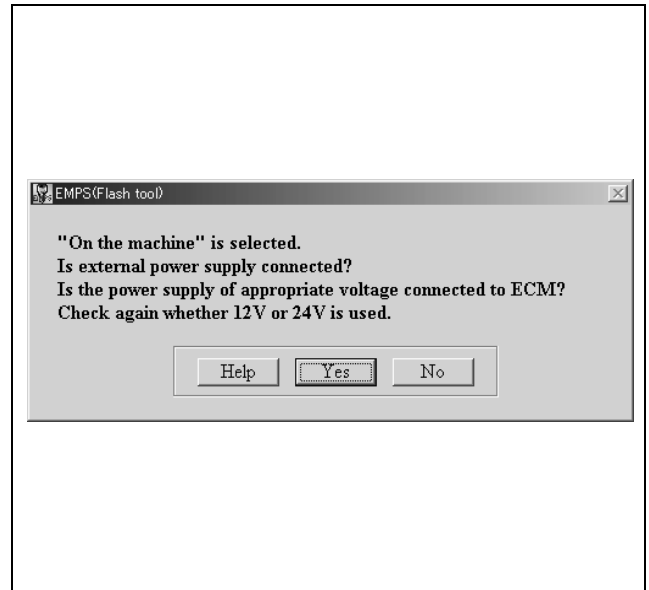 EMPS(Flash tool)
"On the machine" is selected.
Is external power supply connected?
Is the power supply of appropriate voltage connected to ECM?
Check again whether 12V or 24V is used.
Help Yes No